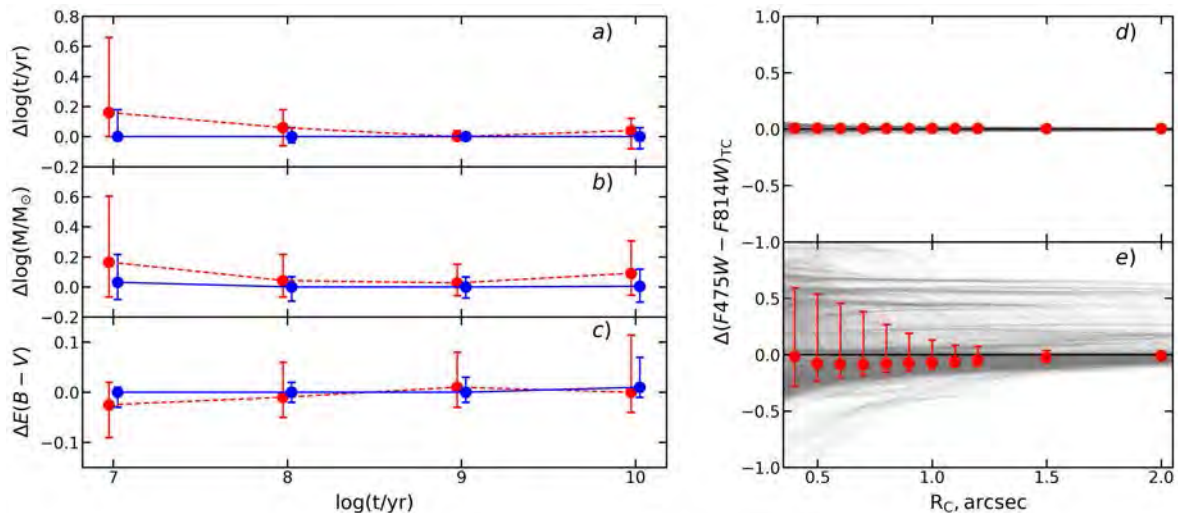 0.8
0.6
0.4
0.2
0.0
−0.2
Δlog(t/yr)
a)
0.6
0.4
0.2
0.0
−0.2
Δlog(M/M⊙)
b)
0.1
0.0
−0.1
ΔE(B − V)
c)
7 8 9 10
log(t/yr)
1.0
0.5
0.0
−0.5
−1.0
d)
Δ(F475W − F814W)TC
0.5
0.0
−0.5
−1.0
e)
0.5 1.0 1.5 2.0
RC, arcsec